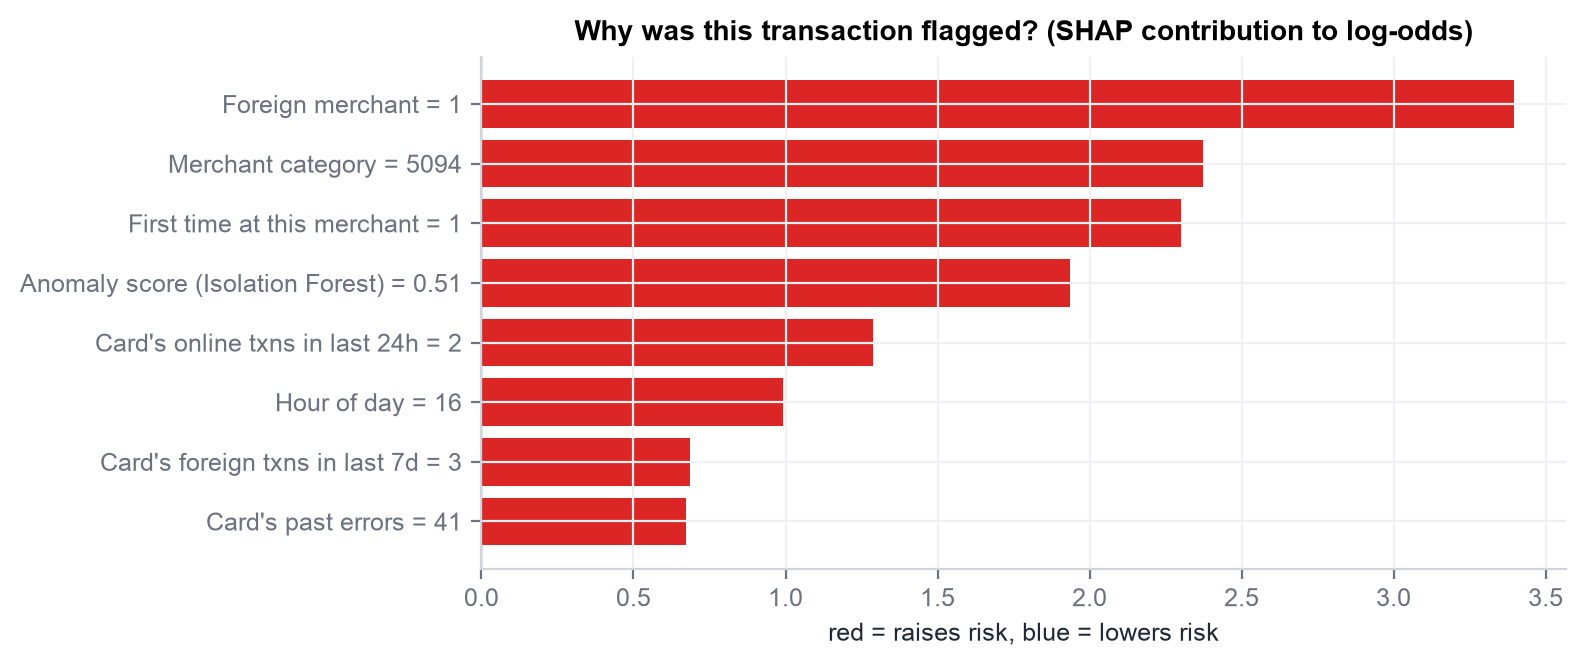 Why was this transaction flagged? (SHAP contribution to log-odds)
Foreign merchant = 1
Merchant category = 5094
First time at this merchant = 1
Anomaly score (Isolation Forest) = 0.51
Card's online txns in last 24h = 2
Hour of day = 16
Card's foreign txns in last 7d = 3
Card's past errors = 41
0.0 0.5 1.0 1.5 2.0 2.5 3.0 3.5
red = raises risk, blue = lowers risk